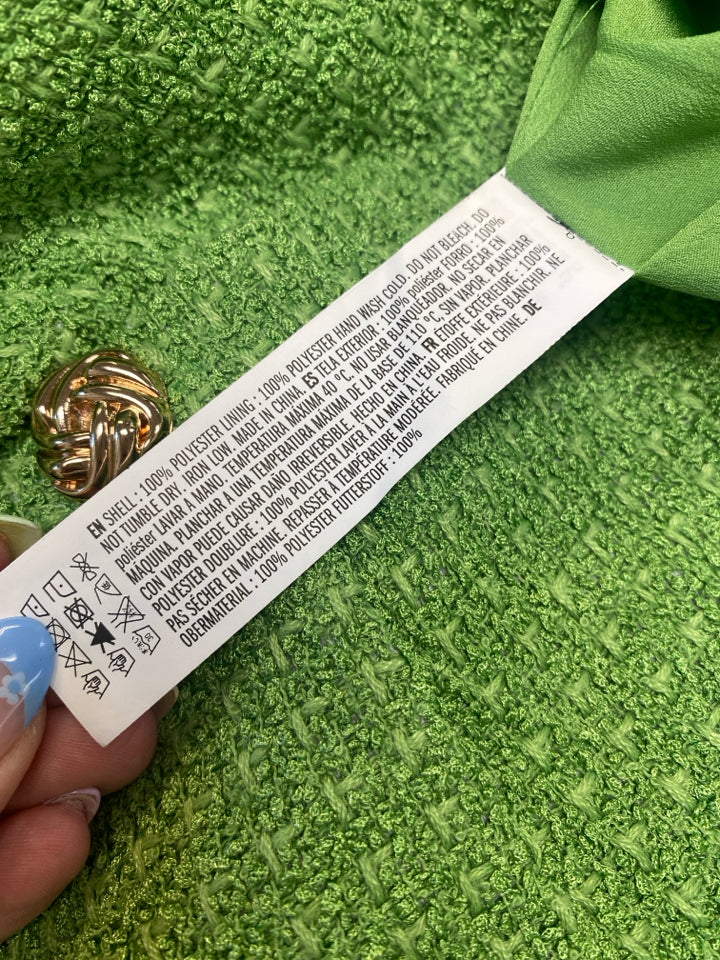 EN SHELL : 100% POLYESTER LINING : 100% POLYESTER HAND WASH COLD. DO NOT BLEACH. DO
NOT TUMBLE DRY. IRON LOW. MADE IN CHINA. ES TELA EXTERIOR : 100% poliéster FORRO : 100%
poliéster LAVAR A MANO. TEMPERATURA MÁXIMA 40 °C. NO USAR BLANQUEADOR. NO SECAR EN
MÁQUINA. PLANCHAR A UNA TEMPERATURA MÁXIMA DE LA BASE DE 110 °C. SIN VAPOR. PLANCHAR
CON VAPOR PUEDE CAUSAR DAÑO IRREVERSIBLE. HECHO EN CHINA. FR ÉTOFFE EXTÉRIEURE : 100%
POLYESTER DOUBLURE : 100% POLYESTER LAVER À LA MAIN À L'EAU FROIDE. NE PAS BLANCHIR. NE
PAS SÉCHER EN MACHINE. REPASSER À TEMPÉRATURE MODÉRÉE. FABRIQUÉ EN CHINE. DE
OBERMATERIAL : 100% POLYESTER FUTTERSTOFF : 100%
30